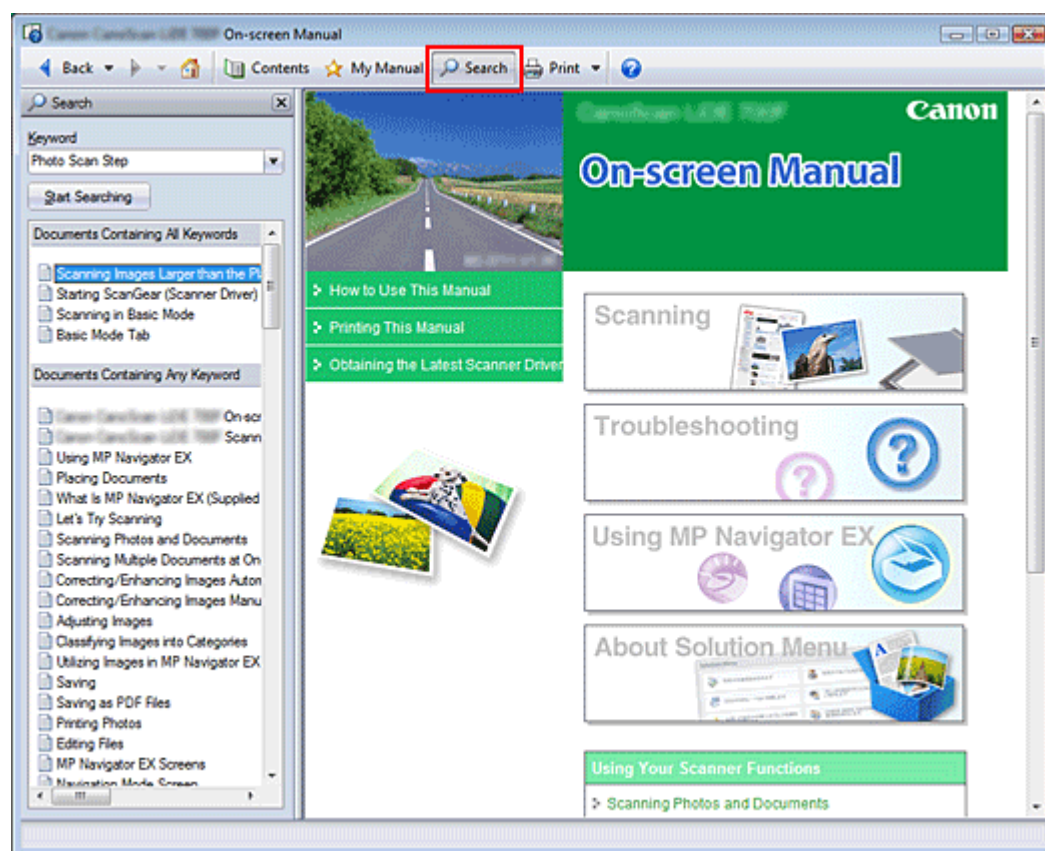 On-screen Manual
Back Contents My Manual Search Print
Search
Keyword
Photo Scan Step
Start Searching
Documents Containing All Keywords
Scanning Images Larger than the Pl
Starting ScanGear (Scanner Driver)
Scanning in Basic Mode
Basic Mode Tab
Documents Containing Any Keyword
On-scr
Scann
Using MP Navigator EX
Placing Documents
What Is MP Navigator EX (Supplied
Let's Try Scanning
Scanning Photos and Documents
Scanning Multiple Documents at On
Correcting/Enhancing Images Autom
Correcting/Enhancing Images Manu
Adjusting Images
Classifying Images into Categories
Utilizing Images in MP Navigator EX
Saving
Saving as PDF Files
Printing Photos
Editing Files
MP Navigator EX Screens
Navigation Mode Screen
Canon
On-screen Manual
How to Use This Manual
Printing This Manual
Obtaining the Latest Scanner Driver
Scanning
Troubleshooting
Using MP Navigator EX
About Solution Menu
Using Your Scanner Functions
Scanning Photos and Documents